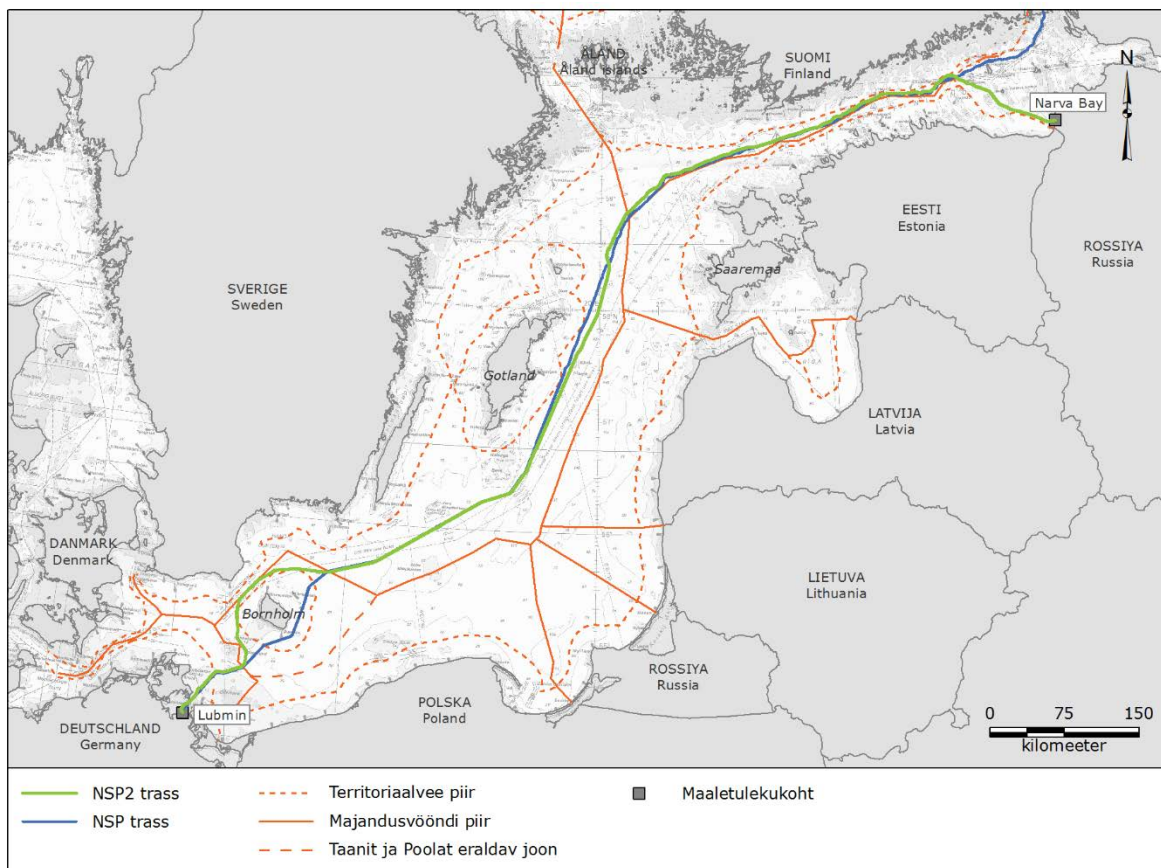 ÅLAND
Åland islands
SUOMI
Finland
N
Narva Bay
EESTI
Estonia
ROSSIYA
Russia
SVERIGE
Sweden
Saaremaa
Gotland
LATVIJA
Latvia
DANMARK
Denmark
LIETUVA
Lithuania
Bornholm
ROSSIYA
Russia
POLSKA
Poland
Lubmin
DEUTSCHLAND
Germany
0 75 150
kilomeeter
NSP2 trass
NSP trass
Territoriaalvee piir
Majandusvööndi piir
Taanit ja Poolat eraldav joon
Maaletulekukoht